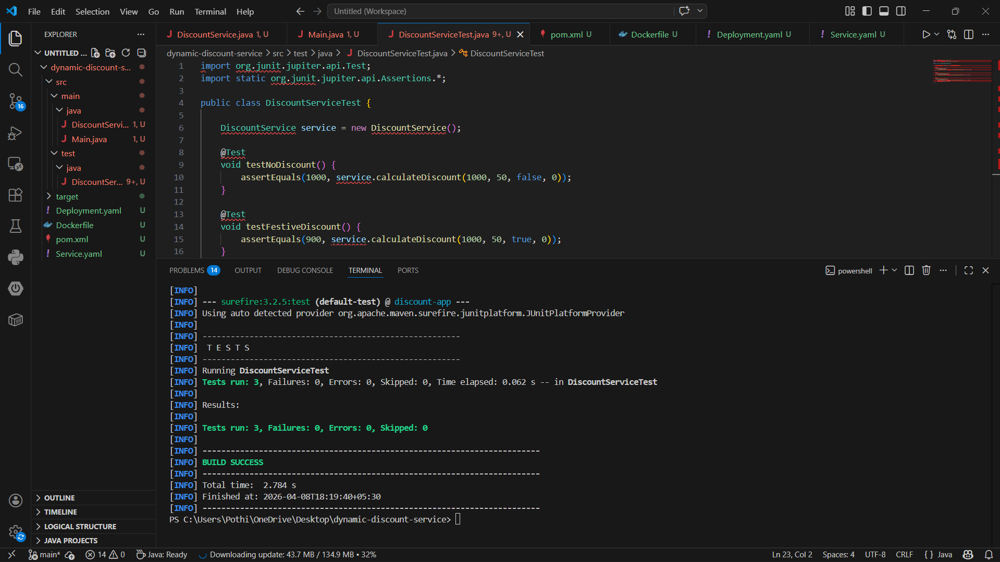 File Edit Selection View Go Run Terminal Help
Untitled (Workspace)
EXPLORER
UNTITLED ...
dynamic-discount-s...
src
main
java
DiscountServi... 1, U
Main.java 1, U
test
java
DiscountSer... 9+, U
target
Deployment.yaml U
Dockerfile U
pom.xml U
Service.yaml U
OUTLINE
TIMELINE
LOGICAL STRUCTURE
JAVA PROJECTS
16
DiscountService.java 1, U
Main.java 1, U
DiscountServiceTest.java 9+, U
pom.xml U
Dockerfile U
Deployment.yaml U
Service.yaml U
dynamic-discount-service > src > test > java > DiscountServiceTest.java > DiscountServiceTest
1 import org.junit.jupiter.api.Test;
2 import static org.junit.jupiter.api.Assertions.*;
3
4 public class DiscountServiceTest {
5
6 DiscountService service = new DiscountService();
7
8 @Test
9 void testNoDiscount() {
10 assertEquals(1000, service.calculateDiscount(1000, 50, false, 0));
11 }
12
13 @Test
14 void testFestiveDiscount() {
15 assertEquals(900, service.calculateDiscount(1000, 50, true, 0));
16 }
PROBLEMS 14 OUTPUT DEBUG CONSOLE TERMINAL PORTS
powershell
[INFO]
[INFO] --- surefire:3.2.5:test (default-test) @ discount-app ---
[INFO] Using auto detected provider org.apache.maven.surefire.junitplatform.JUnitPlatformProvider
[INFO]
[INFO] -------------------------------------------------------
[INFO] T E S T S
[INFO] -------------------------------------------------------
[INFO] Running DiscountServiceTest
[INFO] Tests run: 3, Failures: 0, Errors: 0, Skipped: 0, Time elapsed: 0.062 s -- in DiscountServiceTest
[INFO]
[INFO] Results:
[INFO]
[INFO] Tests run: 3, Failures: 0, Errors: 0, Skipped: 0
[INFO]
[INFO] ------------------------------------------------------------------------
[INFO] BUILD SUCCESS
[INFO] ------------------------------------------------------------------------
[INFO] Total time: 2.784 s
[INFO] Finished at: 2026-04-08T18:19:40+05:30
[INFO] ------------------------------------------------------------------------
PS C:\Users\Pothi\OneDrive\Desktop\dynamic-discount-service>
main* 14 0 Java: Ready Downloading update: 43.7 MB / 134.9 MB • 32%
Ln 23, Col 2 Spaces: 4 UTF-8 CRLF { } Java